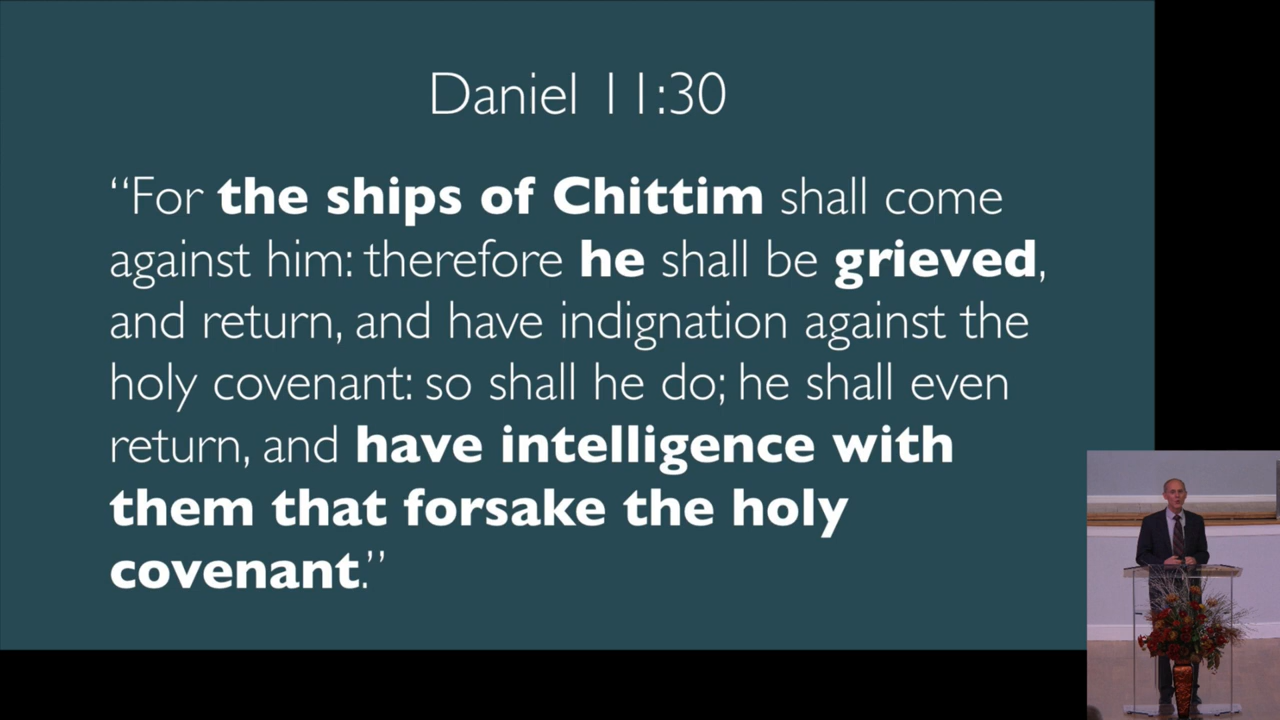 Daniel 11:30
“For the ships of Chittim shall come
against him: therefore he shall be grieved,
and return, and have indignation against the
holy covenant: so shall he do; he shall even
return, and have intelligence with
them that forsake the holy
covenant.”